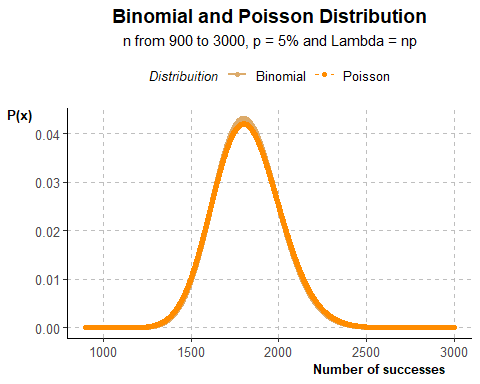 Binomial and Poisson Distribution
n from 900 to 3000, p = 5% and Lambda = np
Distribuition Binomial Poisson
P(x)
0.04
0.03
0.02
0.01
0.00
1000 1500 2000 2500 3000
Number of successes